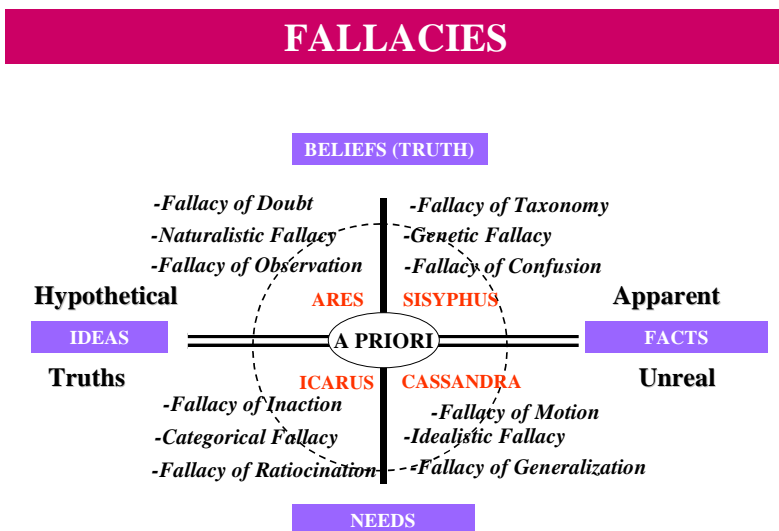 FALLACIES
BELIEFS (TRUTH)
-Fallacy of Doubt
-Naturalistic Fallacy
-Fallacy of Observation
-Fallacy of Taxonomy
-Genetic Fallacy
-Fallacy of Confusion
Hypothetical
ARES
SISYPHUS
Apparent
IDEAS
A PRIORI
FACTS
Truths
ICARUS
CASSANDRA
Unreal
-Fallacy of Inaction
-Categorical Fallacy
-Fallacy of Ratiocination
-Fallacy of Motion
-Idealistic Fallacy
-Fallacy of Generalization
NEEDS